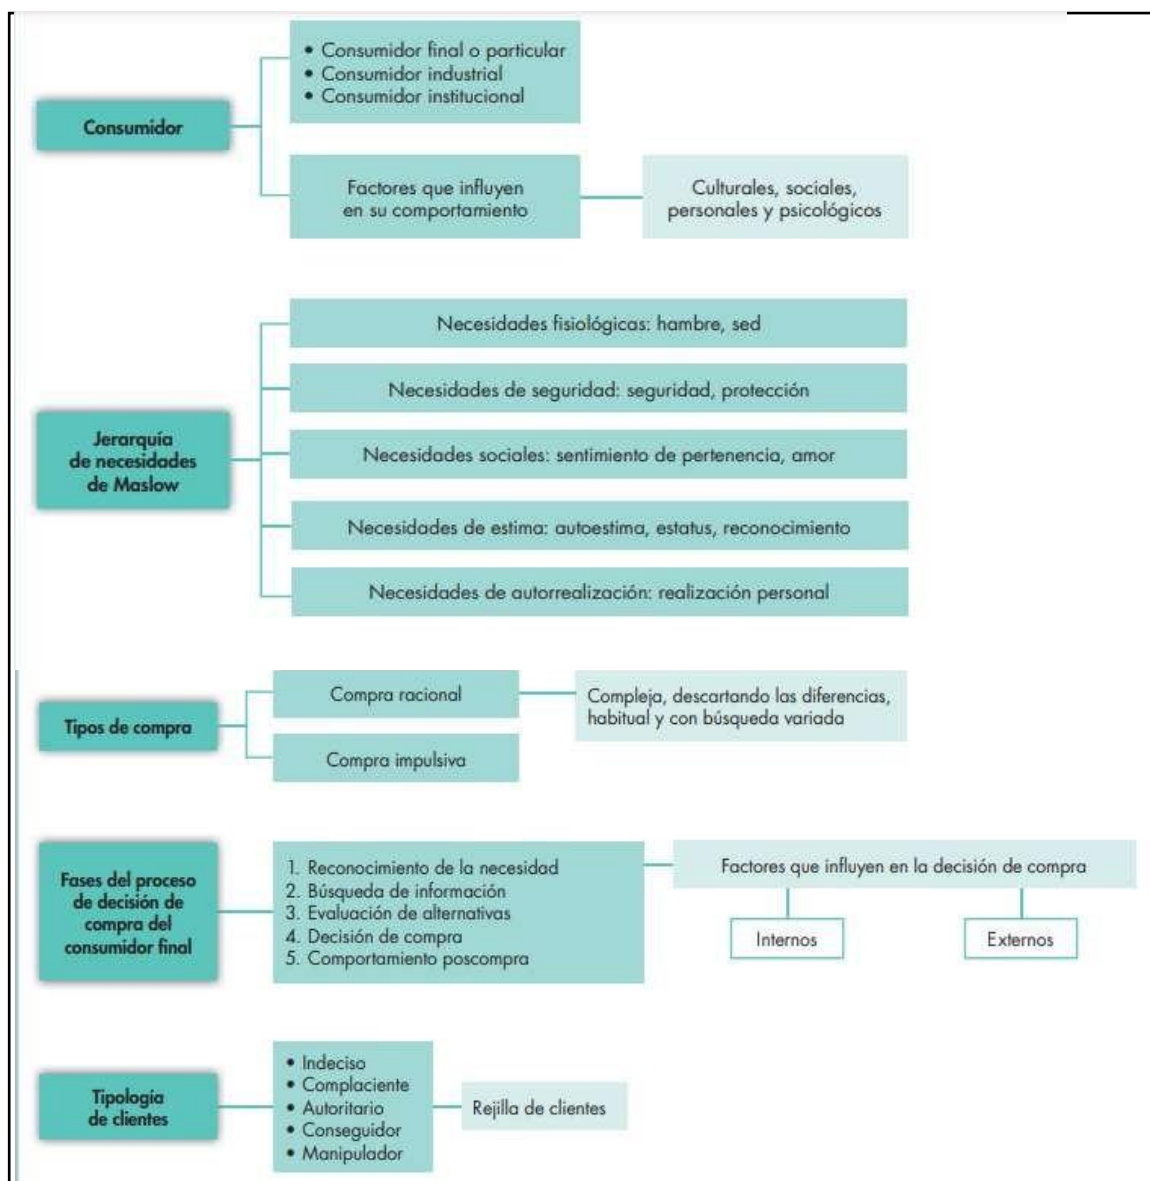 Consumidor
• Consumidor final o particular
• Consumidor industrial
• Consumidor institucional
Factores que influyen
en su comportamiento
Culturales, sociales,
personales y psicológicos
Jerarquía
de necesidades
de Maslow
Necesidades fisiológicas: hambre, sed
Necesidades de seguridad: seguridad, protección
Necesidades sociales: sentimiento de pertenencia, amor
Necesidades de estima: autoestima, estatus, reconocimiento
Necesidades de autorrealización: realización personal
Tipos de compra
Compra racional
Compleja, descartando las diferencias,
habitual y con búsqueda variada
Compra impulsiva
Fases del proceso
de decisión de
compra del
consumidor final
1. Reconocimiento de la necesidad
2. Búsqueda de información
3. Evaluación de alternativas
4. Decisión de compra
5. Comportamiento poscompra
Factores que influyen en la decisión de compra
Internos
Externos
Tipología
de clientes
• Indeciso
• Complaciente
• Autoritario
• Conseguidor
• Manipulador
Rejilla de clientes